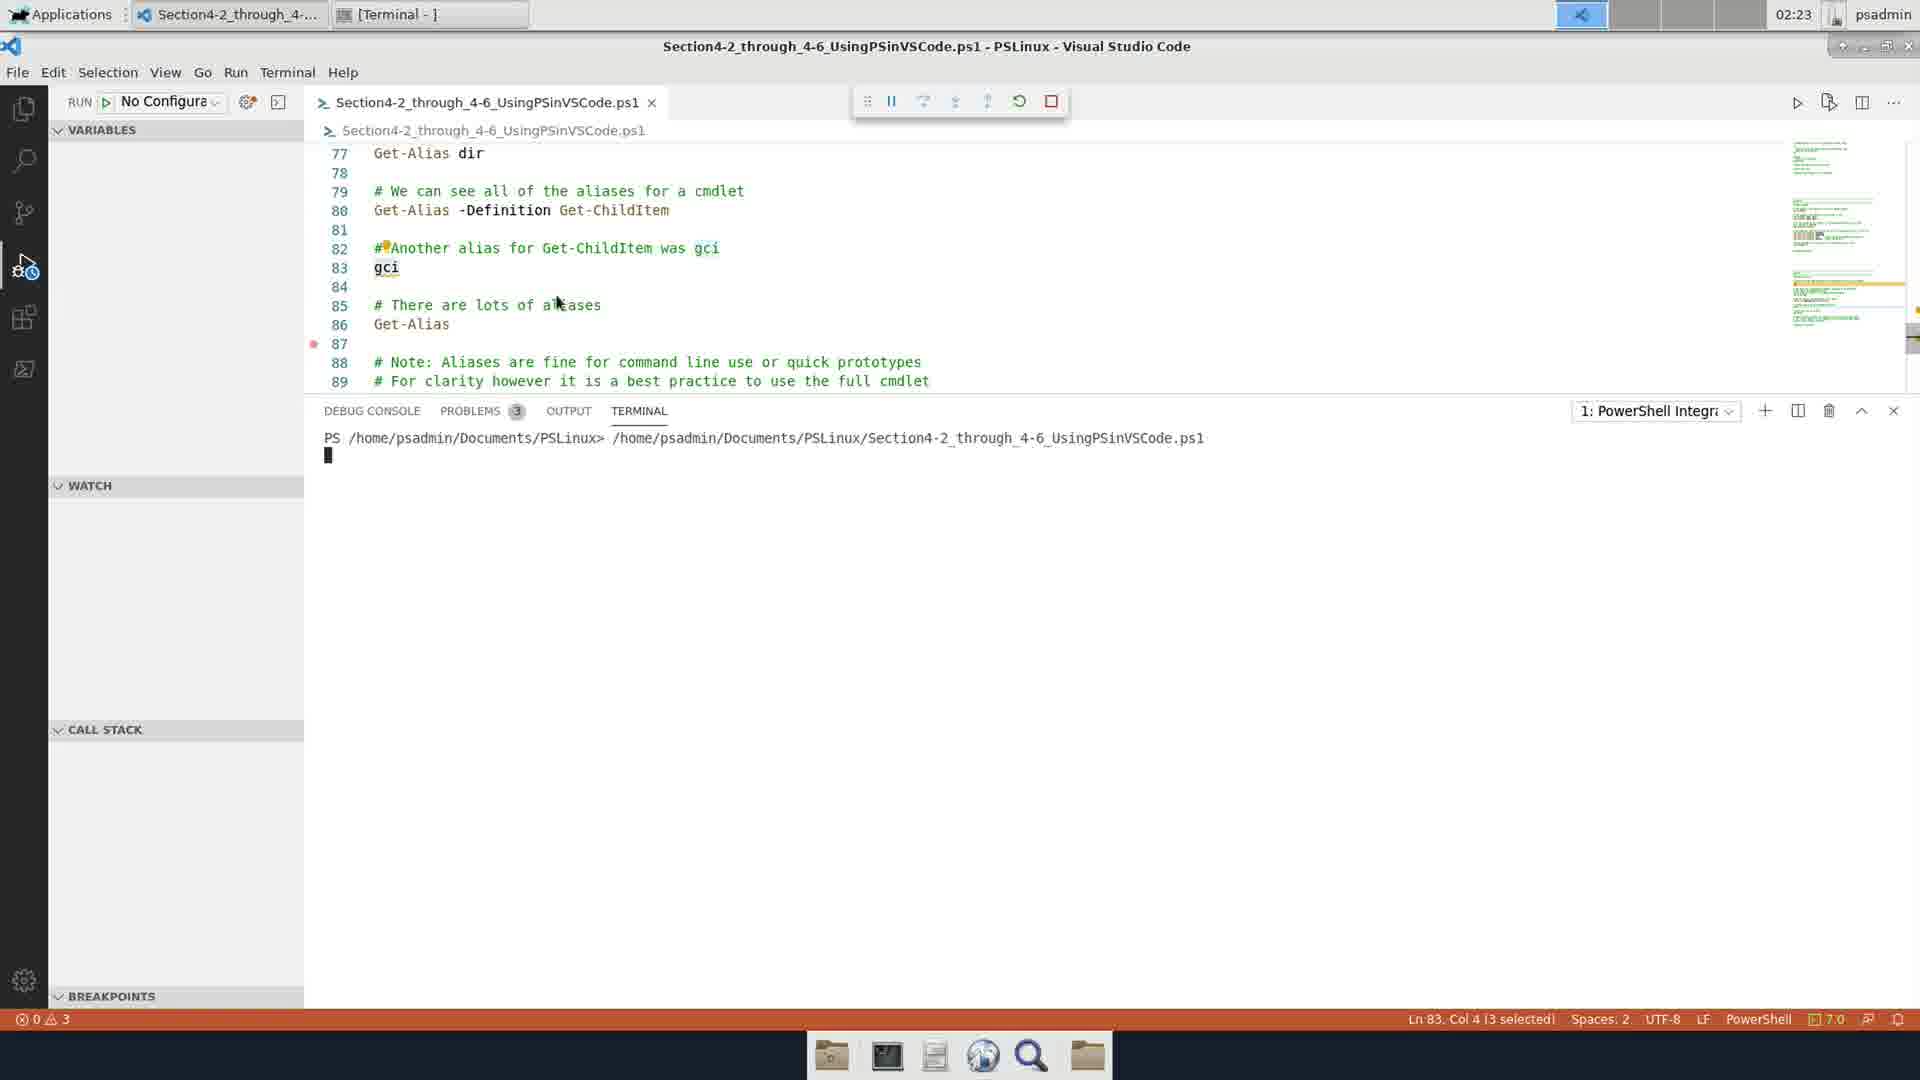 Applications
Section4-2_through_4-...
[Terminal - ]
02:23
psadmin
Section4-2_through_4-6_UsingPSinVSCode.ps1 - PSLinux - Visual Studio Code
File Edit Selection View Go Run Terminal Help
RUN No Configura
Section4-2_through_4-6_UsingPSinVSCode.ps1
VARIABLES
Section4-2_through_4-6_UsingPSinVSCode.ps1
77 Get-Alias dir
78
79 # We can see all of the aliases for a cmdlet
80 Get-Alias -Definition Get-ChildItem
81
82 # Another alias for Get-ChildItem was gci
83 gci
84
85 # There are lots of aliases
86 Get-Alias
87
88 # Note: Aliases are fine for command line use or quick prototypes
89 # For clarity however it is a best practice to use the full cmdlet
DEBUG CONSOLE PROBLEMS 3 OUTPUT TERMINAL
1: PowerShell Integra
PS /home/psadmin/Documents/PSLinux> /home/psadmin/Documents/PSLinux/Section4-2_through_4-6_UsingPSinVSCode.ps1
WATCH
CALL STACK
BREAKPOINTS
0 3
Ln 83, Col 4 (3 selected) Spaces: 2 UTF-8 LF PowerShell 7.0